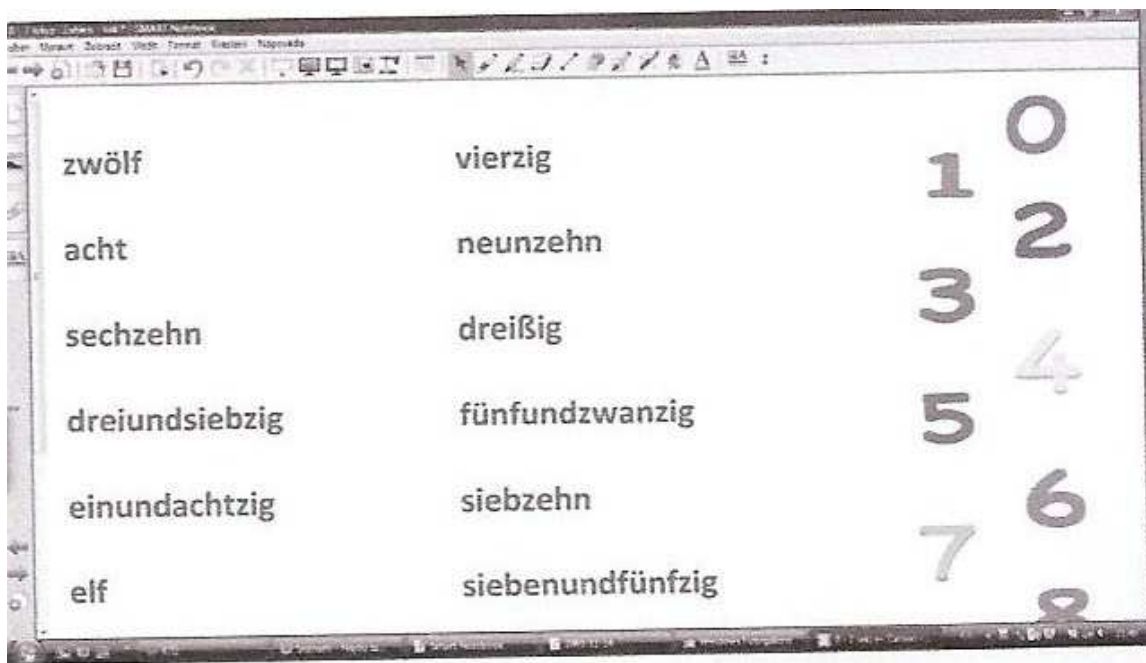 zwölf vierzig
acht neunzehn
sechzehn dreißig
dreiundsiebzig fünfundzwanzig
einundachtzig siebzehn
elf siebenundfünfzig
0
1
2
3
4
5
6
7
8